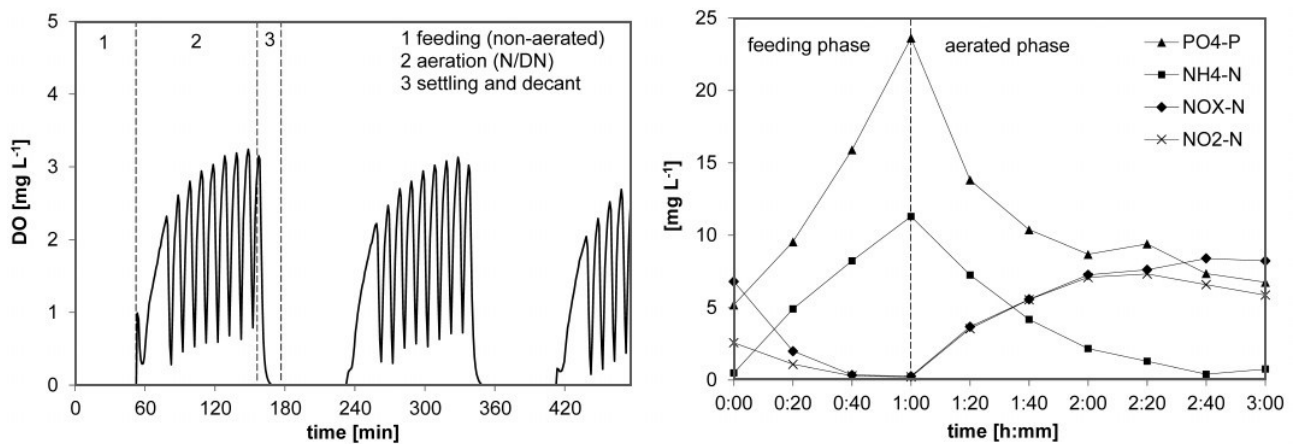 5
4
3
2
1
0
DO [mg L-1]
1
2
3
1 feeding (non-aerated)
2 aeration (N/DN)
3 settling and decant
0 60 120 180 240 300 360 420
time [min]
25
20
15
10
5
0
[mg L-1]
feeding phase
aerated phase
PO4-P
NH4-N
NOX-N
NO2-N
0:00 0:20 0:40 1:00 1:20 1:40 2:00 2:20 2:40 3:00
time [h:mm]